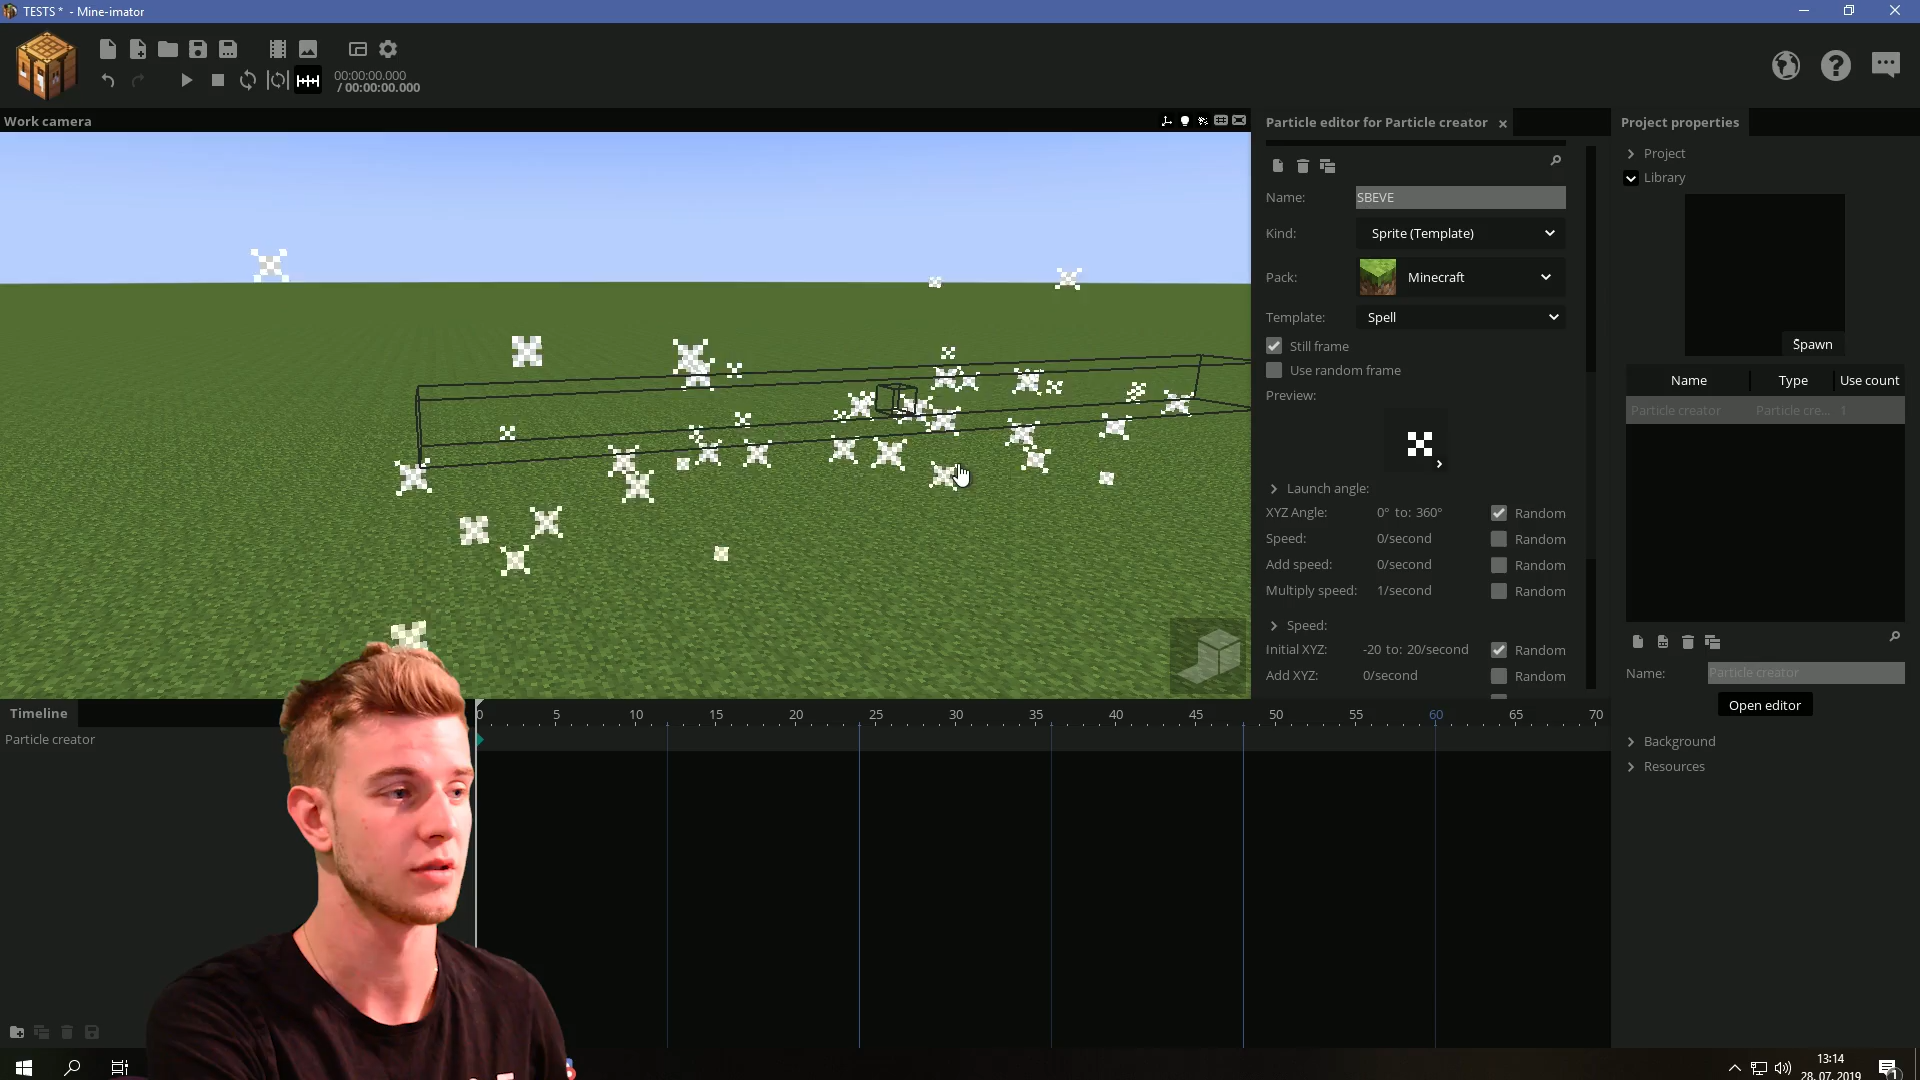 TESTS * - Mine-imator
00:00:00.000
/ 00:00:00.000
Work camera
Particle editor for Particle creator
Name: SBEVE
Kind: Sprite (Template)
Pack: Minecraft
Template: Spell
Still frame
Use random frame
Preview:
Launch angle:
XYZ Angle: 0° to: 360° Random
Speed: 0/second Random
Add speed: 0/second Random
Multiply speed: 1/second Random
Speed:
Initial XYZ: -20 to: 20/second Random
Add XYZ: 0/second Random
Project properties
Project
Library
Spawn
Name Type Use count
Particle creator Particle cre... 1
Name: Particle creator
Open editor
Background
Resources
Timeline
0 5 10 15 20 25 30 35 40 45 50 55 60 65 70
Particle creator
13:14
28.07.2019
1